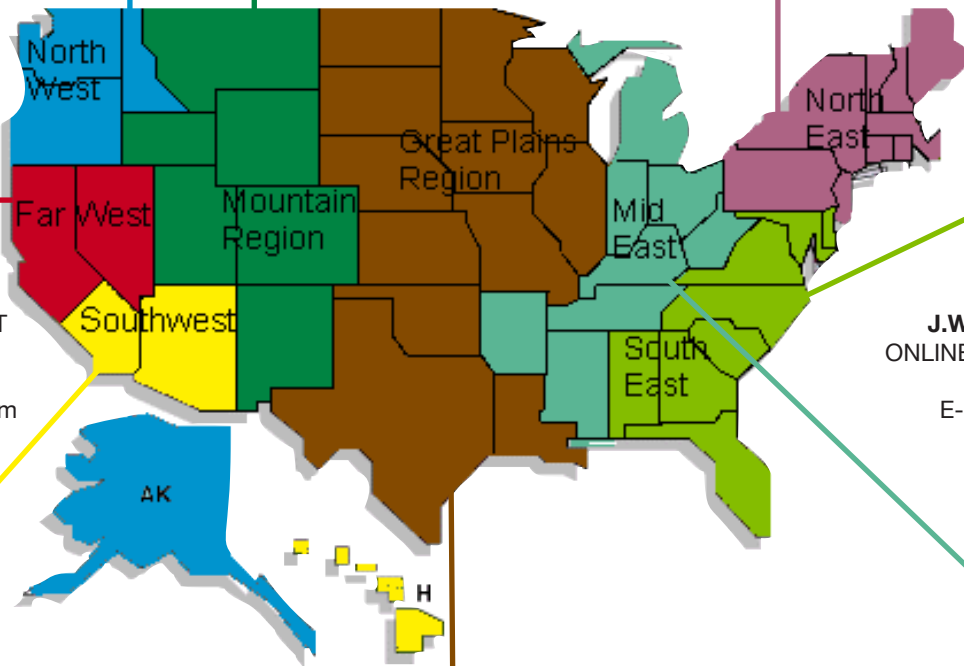 North
West
North
East
Great Plains
Region
Far West
Mountain
Region
Mid
East
Southwest
T
South
East
J.W
ONLINE
m
E-
AK
H